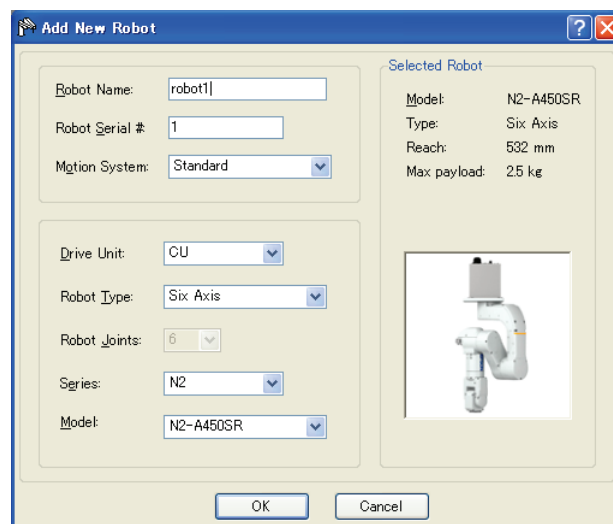 Add New Robot
Robot Name: robot1
Robot Serial #: 1
Motion System: Standard
Drive Unit: CU
Robot Type: Six Axis
Robot Joints: 6
Series: N2
Model: N2-A450SR
Selected Robot
Model: N2-A450SR
Type: Six Axis
Reach: 532 mm
Max payload: 2.5 kg
OK
Cancel